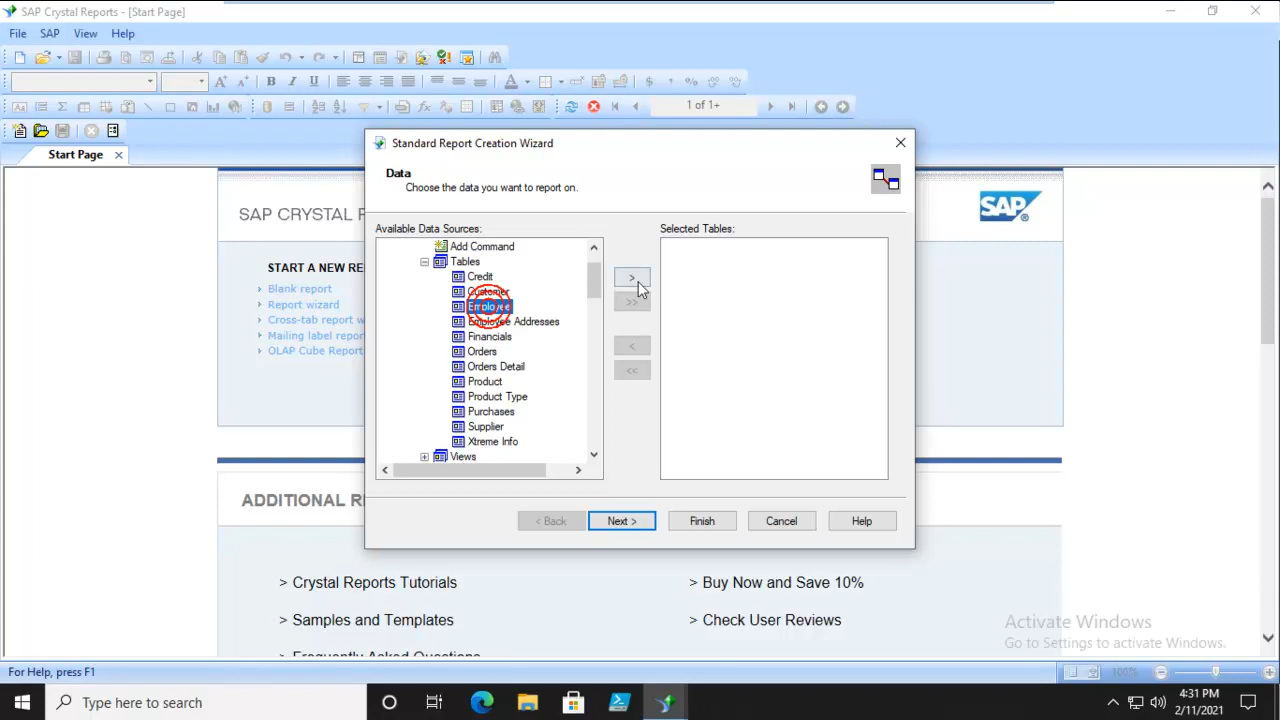 SAP Crystal Reports - [Start Page]
File SAP View Help
1 of 1+
Start Page
SAP CRYSTAL R
SAP
START A NEW R
Blank report
Report wizard
Cross-tab report w
Mailing label report
OLAP Cube Report
Standard Report Creation Wizard
Data
Choose the data you want to report on.
Available Data Sources:
Selected Tables:
Add Command
Tables
Credit
Customer
Employee
Employee Addresses
Financials
Orders
Orders Detail
Product
Product Type
Purchases
Supplier
Xtreme Info
Views
>
>>
<
<<
< Back Next > Finish Cancel Help
ADDITIONAL RE
> Crystal Reports Tutorials
> Buy Now and Save 10%
> Samples and Templates
> Check User Reviews
> Frequently Asked Questions
Activate Windows
Go to Settings to activate Windows.
For Help, press F1
100%
Type here to search
4:31 PM
2/11/2021